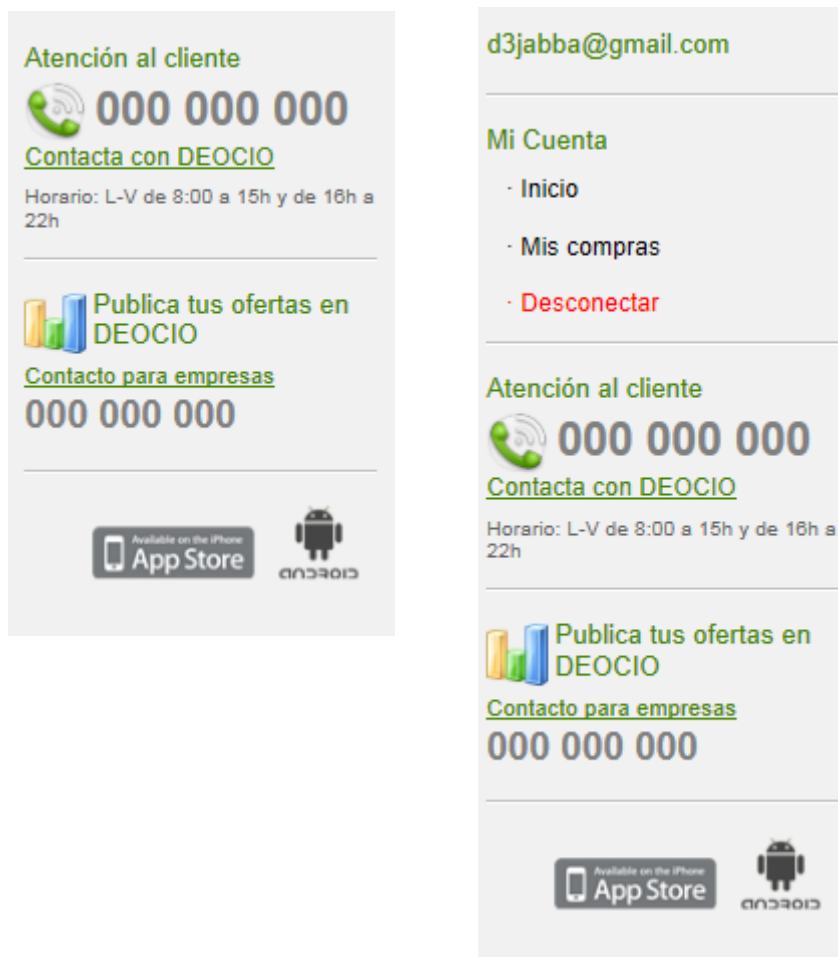 Atención al cliente
000 000 000
Contacta con DEOCIO
Horario: L-V de 8:00 a 15h y de 16h a
22h
Publica tus ofertas en
DEOCIO
Contacto para empresas
000 000 000
Available on the iPhone
App Store
ANDROID
d3jabba@gmail.com
Mi Cuenta
· Inicio
· Mis compras
· Desconectar
Atención al cliente
000 000 000
Contacta con DEOCIO
Horario: L-V de 8:00 a 15h y de 16h a
22h
Publica tus ofertas en
DEOCIO
Contacto para empresas
000 000 000
Available on the iPhone
App Store
ANDROID